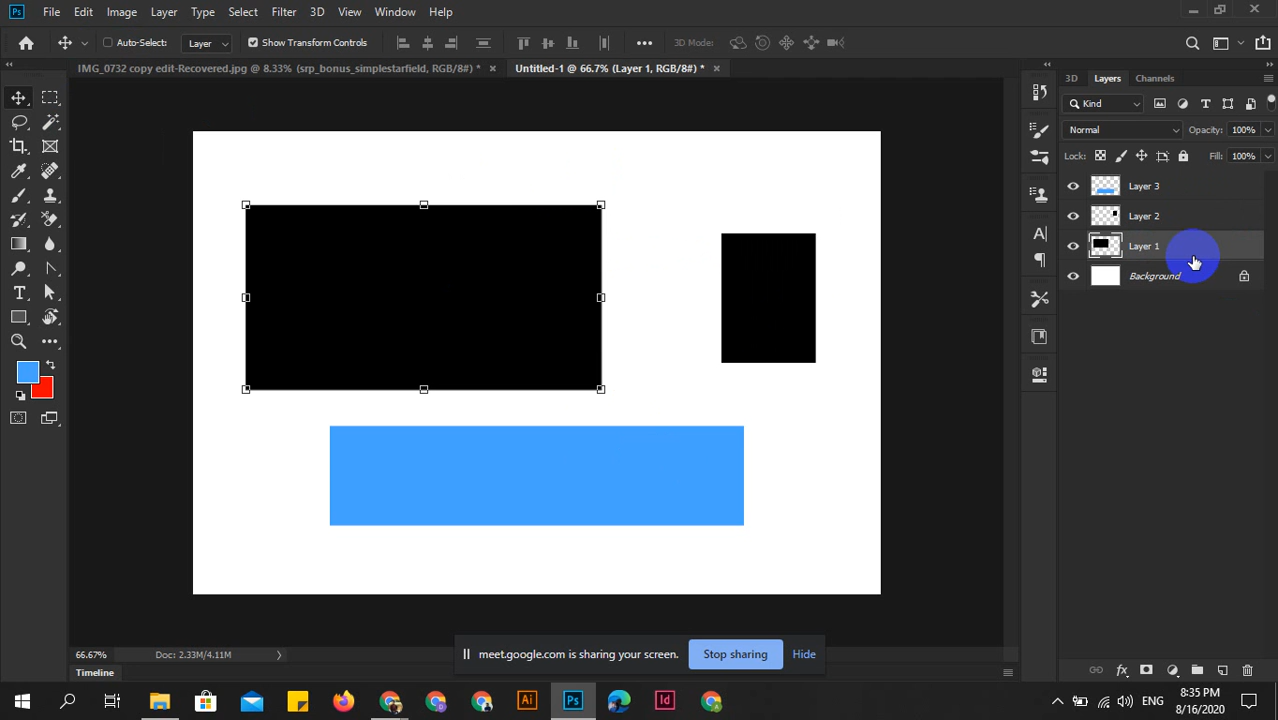 Ps File Edit Image Layer Type Select Filter 3D View Window Help
Auto-Select: Layer Show Transform Controls 3D Mode:
IMG_0732 copy edit-Recovered.jpg @ 8.33% (srp_bonus_simplestarfield, RGB/8#) * × Untitled-1 @ 66.7% (Layer 1, RGB/8#) * ×
3D Layers Channels
Kind
Normal Opacity: 100%
Lock: Fill: 100%
Layer 3
Layer 2
Layer 1
Background
66.67% Doc: 2.33M/4.11M
meet.google.com is sharing your screen. Stop sharing Hide
Timeline
Ai Ps Id ENG
8:35 PM
8/16/2020